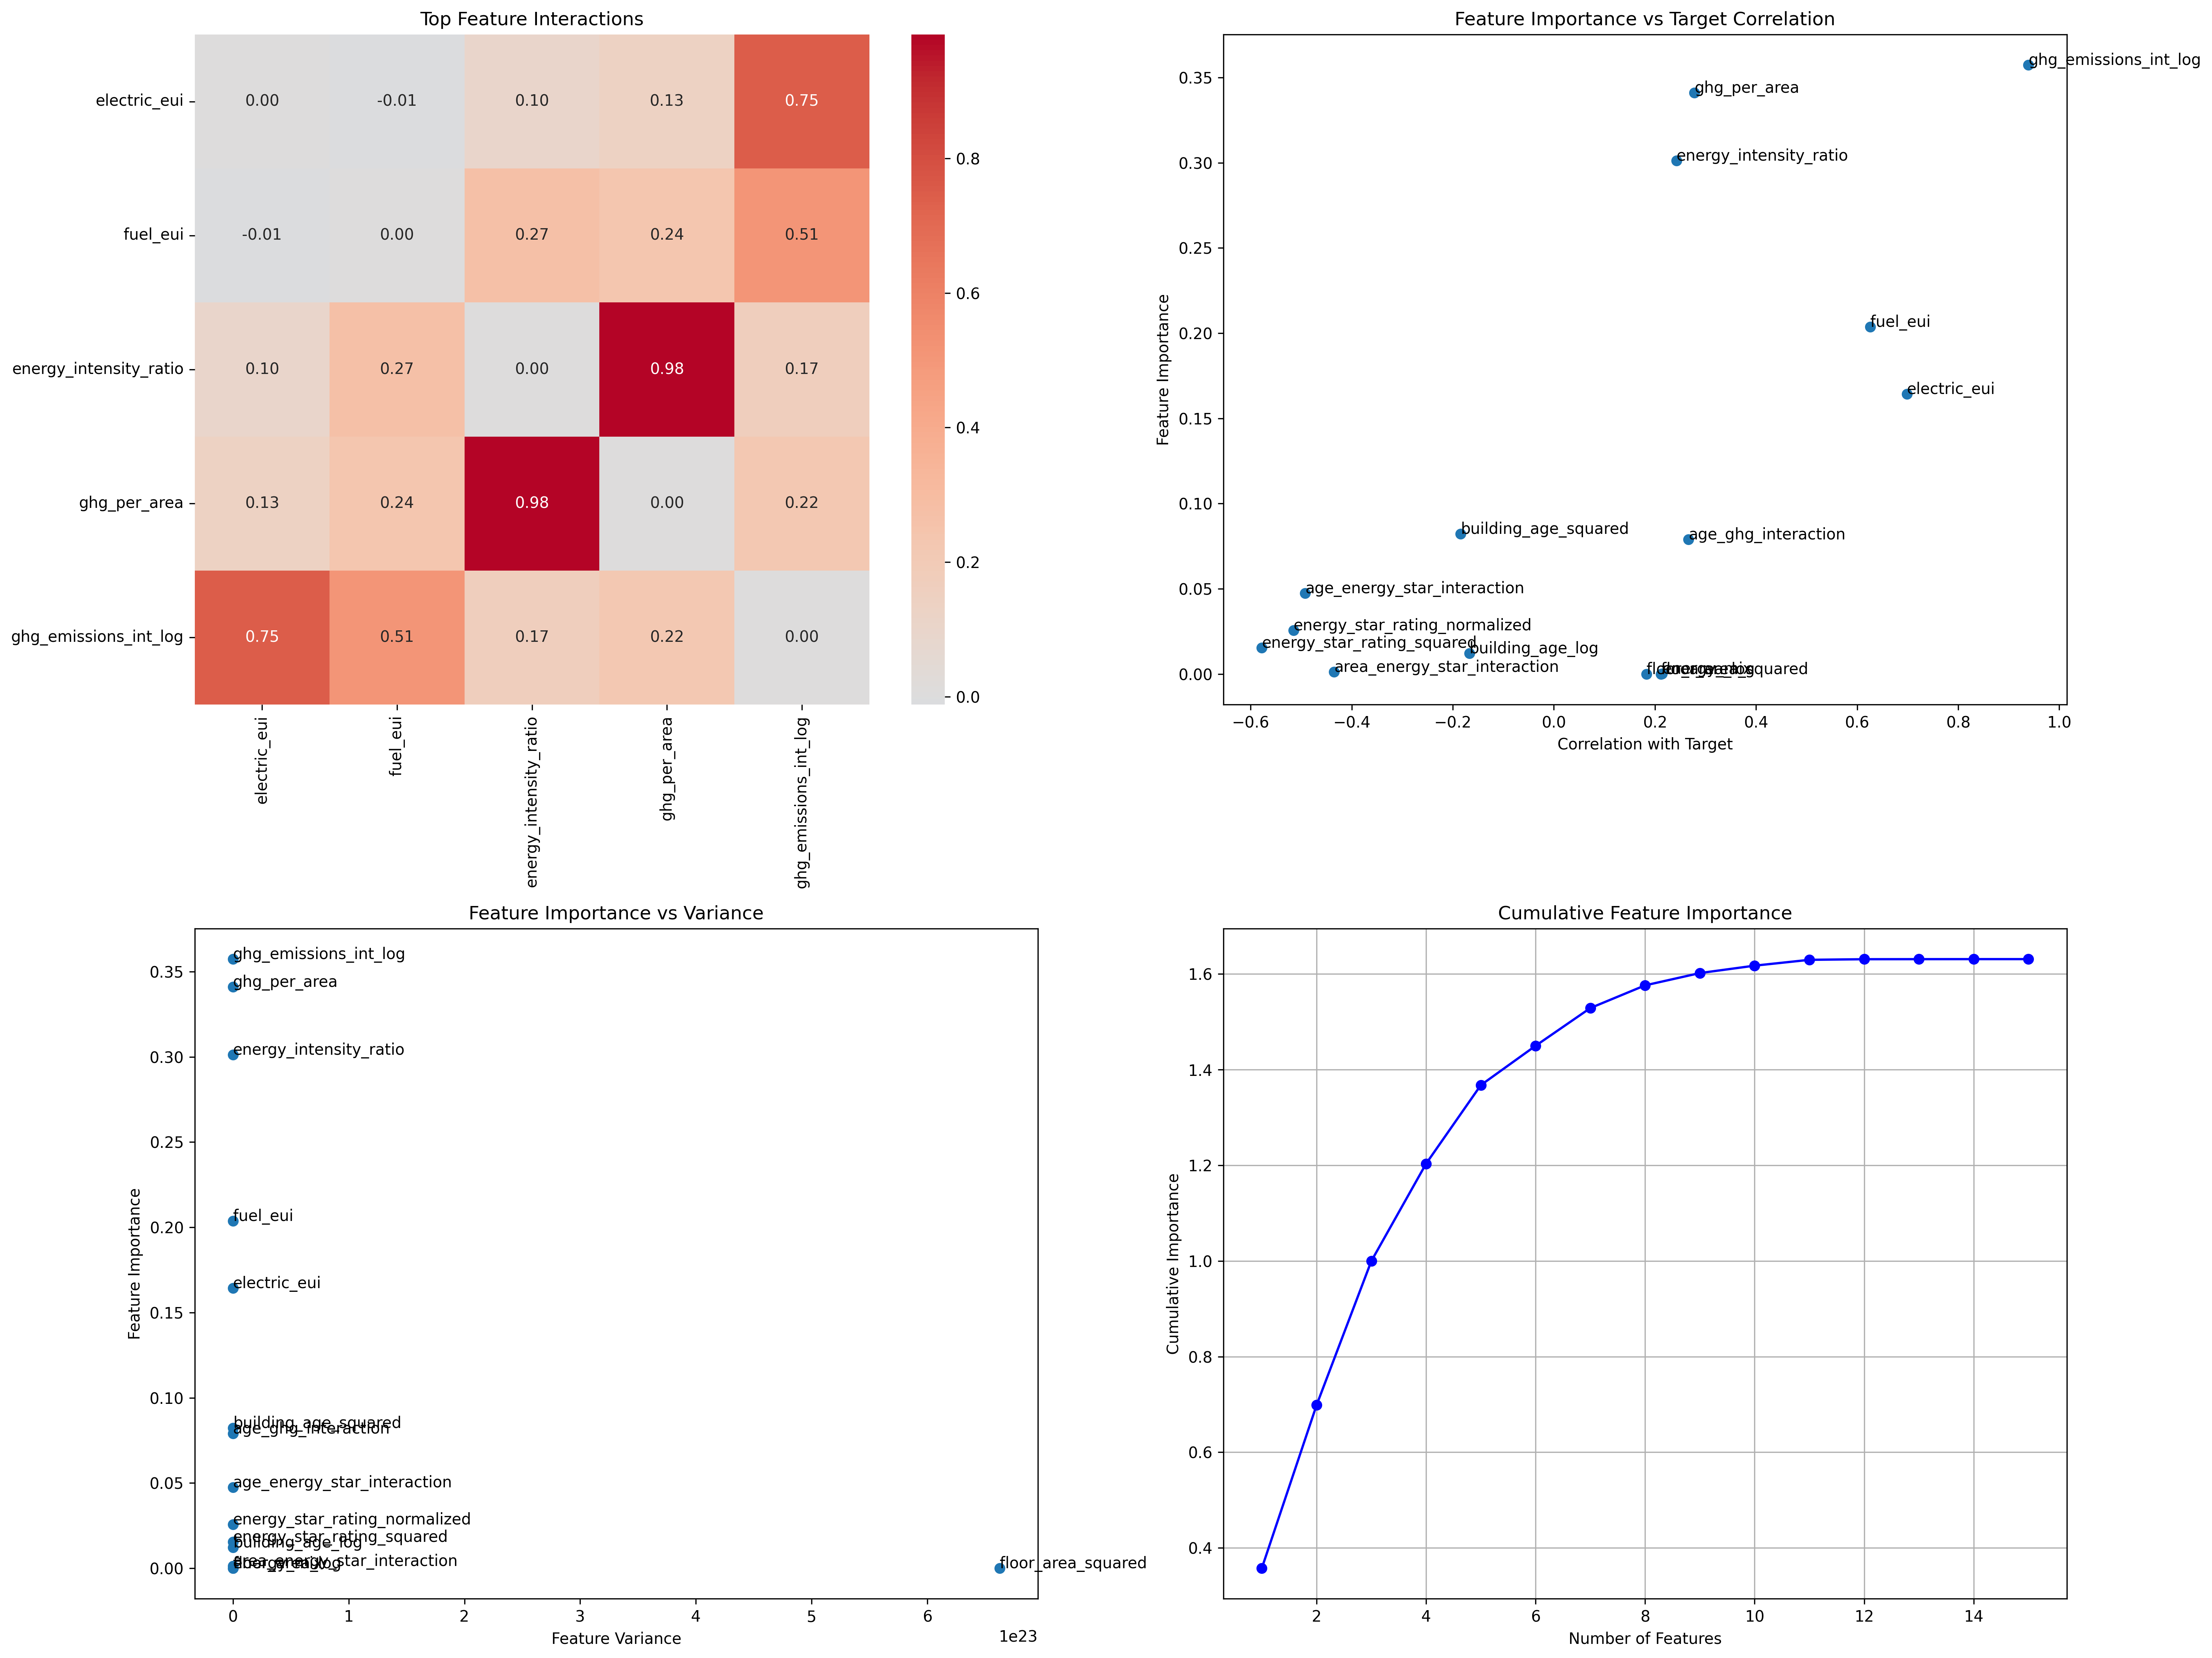 Top Feature Interactions
electric_eui
0.00 -0.01 0.10 0.13 0.75
fuel_eui
-0.01 0.00 0.27 0.24 0.51
energy_intensity_ratio
0.10 0.27 0.00 0.98 0.17
ghg_per_area
0.13 0.24 0.98 0.00 0.22
ghg_emissions_int_log
0.75 0.51 0.17 0.22 0.00
electric_eui
fuel_eui
energy_intensity_ratio
ghg_per_area
ghg_emissions_int_log
0.8
0.6
0.4
0.2
0.0
Feature Importance vs Target Correlation
Feature Importance
0.35
0.30
0.25
0.20
0.15
0.10
0.05
0.00
ghg_emissions_int_log
ghg_per_area
energy_intensity_ratio
fuel_eui
electric_eui
building_age_squared
age_ghg_interaction
age_energy_star_interaction
energy_star_rating_normalized
energy_star_rating_squared
building_age_log
area_energy_star_interaction
−0.6 −0.4 −0.2 0.0 0.2 0.4 0.6 0.8 1.0
Correlation with Target
Feature Importance vs Variance
Feature Importance
0.35
0.30
0.25
0.20
0.15
0.10
0.05
0.00
ghg_emissions_int_log
ghg_per_area
energy_intensity_ratio
fuel_eui
electric_eui
building_age_squared
age_ghg_interaction
age_energy_star_interaction
energy_star_rating_normalized
energy_star_rating_squared
building_age_log
area_energy_star_interaction
floor_area_squared
0 1 2 3 4 5 6
1e23
Feature Variance
Cumulative Feature Importance
Cumulative Importance
1.6
1.4
1.2
1.0
0.8
0.6
0.4
2 4 6 8 10 12 14
Number of Features